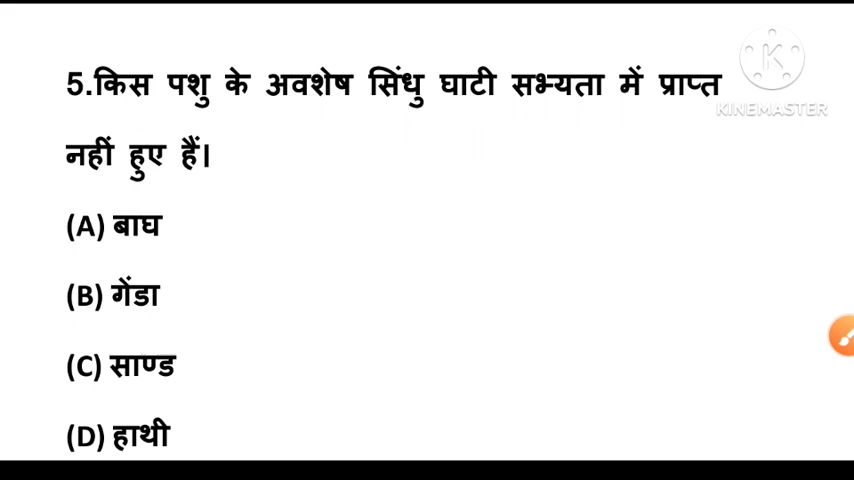 5.किस पशु के अवशेष सिंधु घाटी सभ्यता में प्राप्त
नहीं हुए हैं।
(A) बाघ
(B) गेंडा
(C) साण्ड
(D) हाथी
K
KINEMASTER